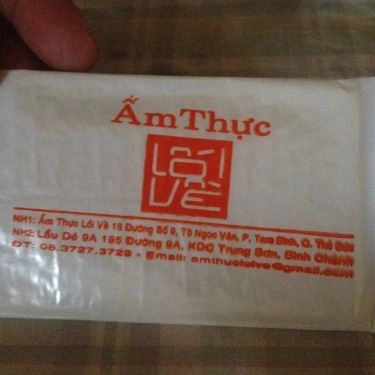 Ẩm Thực
LỐI
VỀ
NH1: Ẩm Thực Lối Về 18 Đường Số 9, Tô Ngọc Vân, P, Tam Bình, Q. Thủ Đức
NH2: Lẩu Dê 9A 195 Đường 9A, KDC Trung Sơn, Bình Chánh
ĐT: 08.3727.3729 - Email: amthucloive@gmail.com